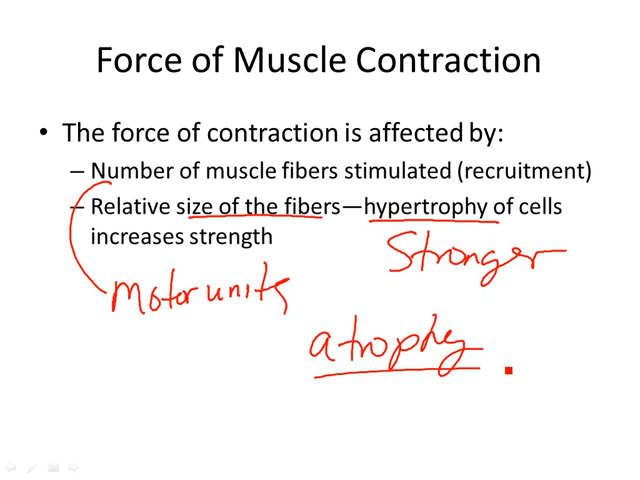 Force of Muscle Contraction
• The force of contraction is affected by:
– Number of muscle fibers stimulated (recruitment)
– Relative size of the fibers—hypertrophy of cells
increases strength
Stronger
Motor units
atrophy